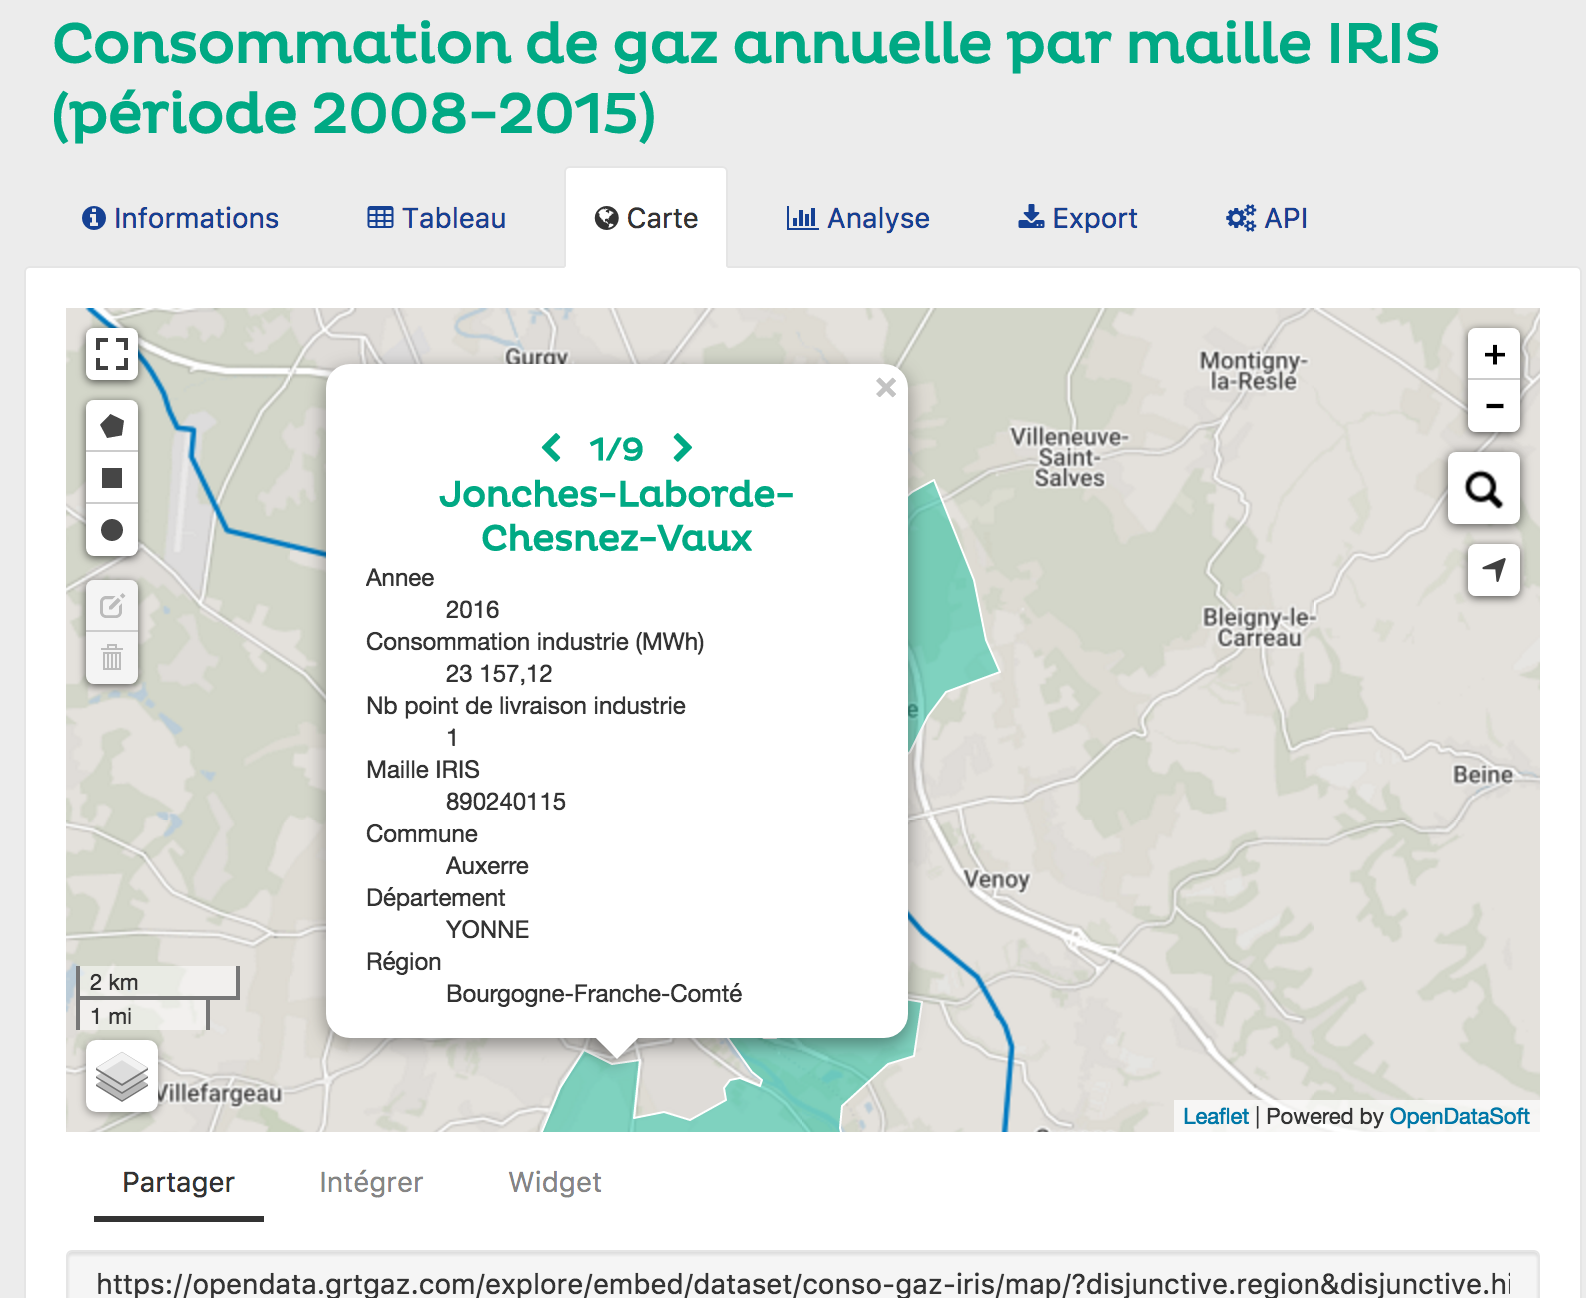 Consommation de gaz annuelle par maille IRIS
(période 2008-2015)
Informations
Tableau
Carte
Analyse
Export
API
Gurgy
Montigny-
la-Resle
Villeneuve-
Saint-
Salves
Bleigny-le-
Carreau
Beine
Venoy
Villefargeau
+
-
×
1/9
Jonches-Laborde-
Chesnez-Vaux
Annee
2016
Consommation industrie (MWh)
23 157,12
Nb point de livraison industrie
1
Maille IRIS
890240115
Commune
Auxerre
Département
YONNE
Région
Bourgogne-Franche-Comté
2 km
1 mi
Leaflet | Powered by OpenDataSoft
Partager
Intégrer
Widget
https://opendata.grtgaz.com/explore/embed/dataset/conso-gaz-iris/map/?disjunctive.region&disjunctive.hi